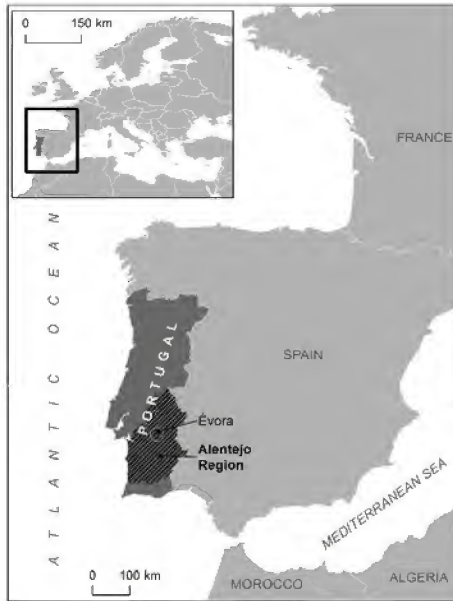 0 150 km
FRANCE
ATLANTIC OCEAN
PORTUGAL
SPAIN
Évora
Alentejo
Region
MEDITERRANEAN SEA
0 100 km
MOROCCO
ALGERIA